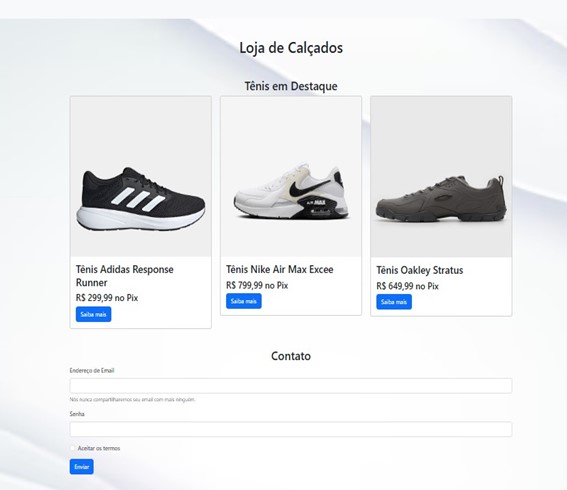 Loja de Calçados
Tênis em Destaque
Tênis Adidas Response
Runner
R$ 299,99 no Pix
Saiba mais
Tênis Nike Air Max Excee
R$ 799,99 no Pix
Saiba mais
Tênis Oakley Stratus
R$ 649,99 no Pix
Saiba mais
Contato
Endereço de Email
Nós nunca compartilharemos seu email com mais ninguém.
Senha
Aceitar os termos
Enviar